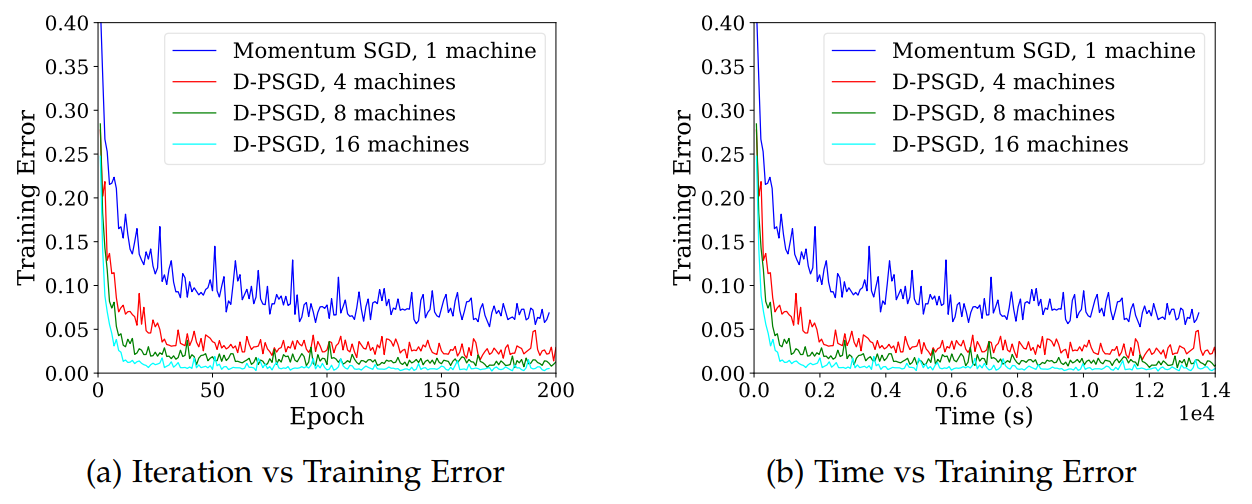 0.40
0.35
0.30
0.25
0.20
0.15
0.10
0.05
0.00
Training Error
Momentum SGD, 1 machine
D-PSGD, 4 machines
D-PSGD, 8 machines
D-PSGD, 16 machines
0 50 100 150 200
Epoch
(a) Iteration vs Training Error
0.40
0.35
0.30
0.25
0.20
0.15
0.10
0.05
0.00
Training Error
Momentum SGD, 1 machine
D-PSGD, 4 machines
D-PSGD, 8 machines
D-PSGD, 16 machines
0.0 0.2 0.4 0.6 0.8 1.0 1.2 1.4
Time (s)
1e4
(b) Time vs Training Error